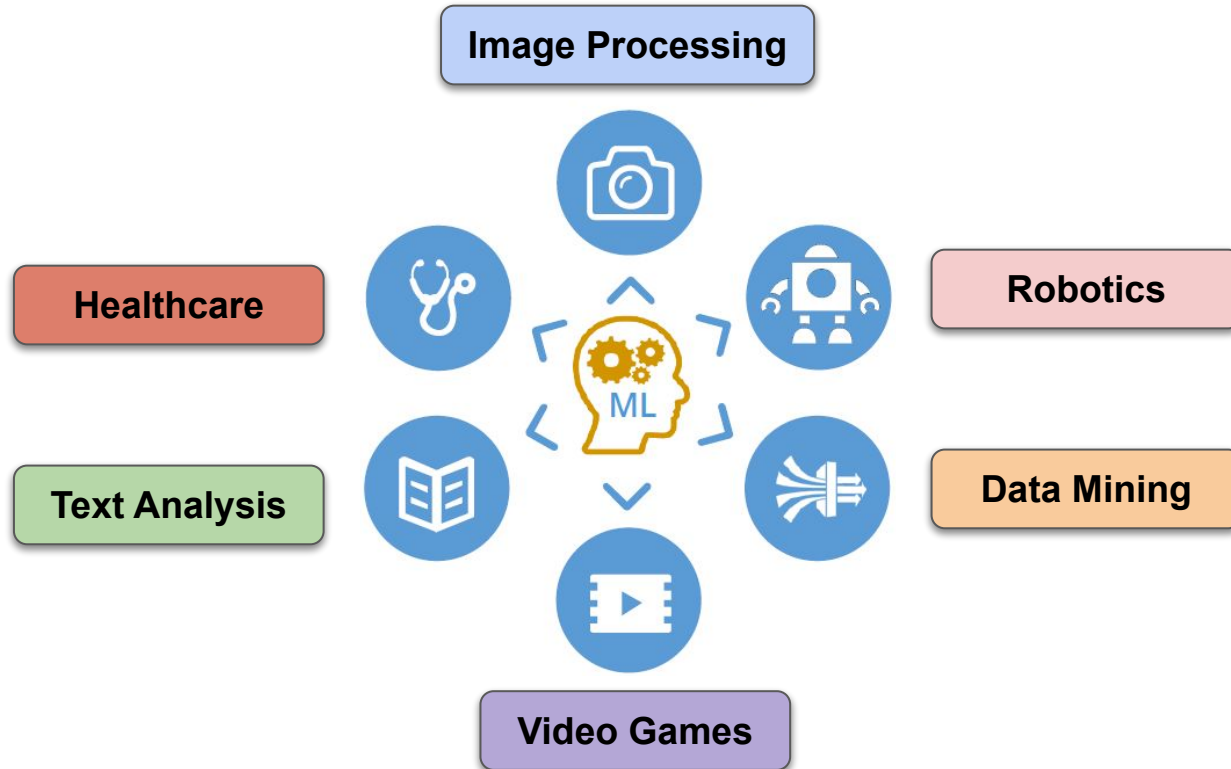 Image Processing
Healthcare
Robotics
ML
Text Analysis
Data Mining
Video Games